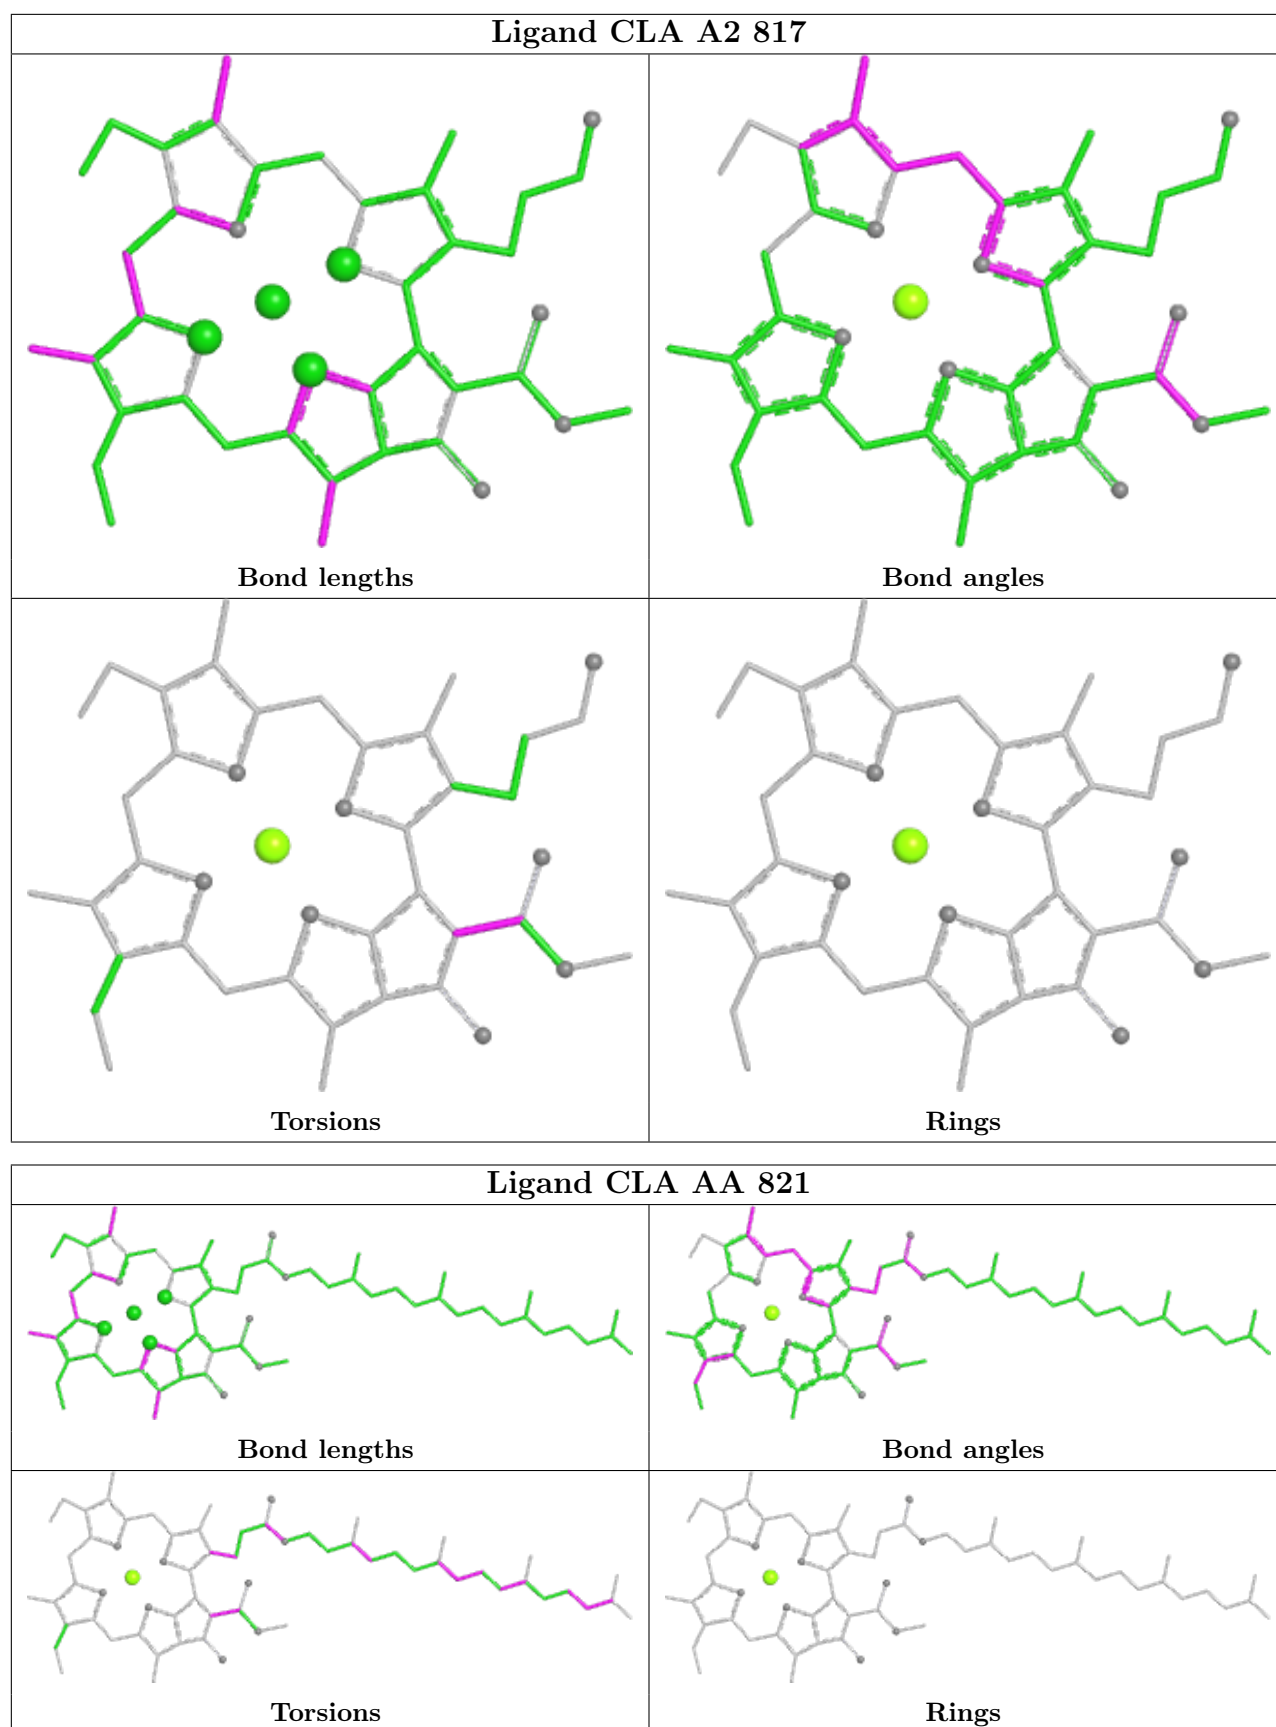 Ligand CLA A2 817
Bond lengths
Bond angles
Torsions
Rings
Ligand CLA AA 821
Bond lengths
Bond angles
Torsions
Rings